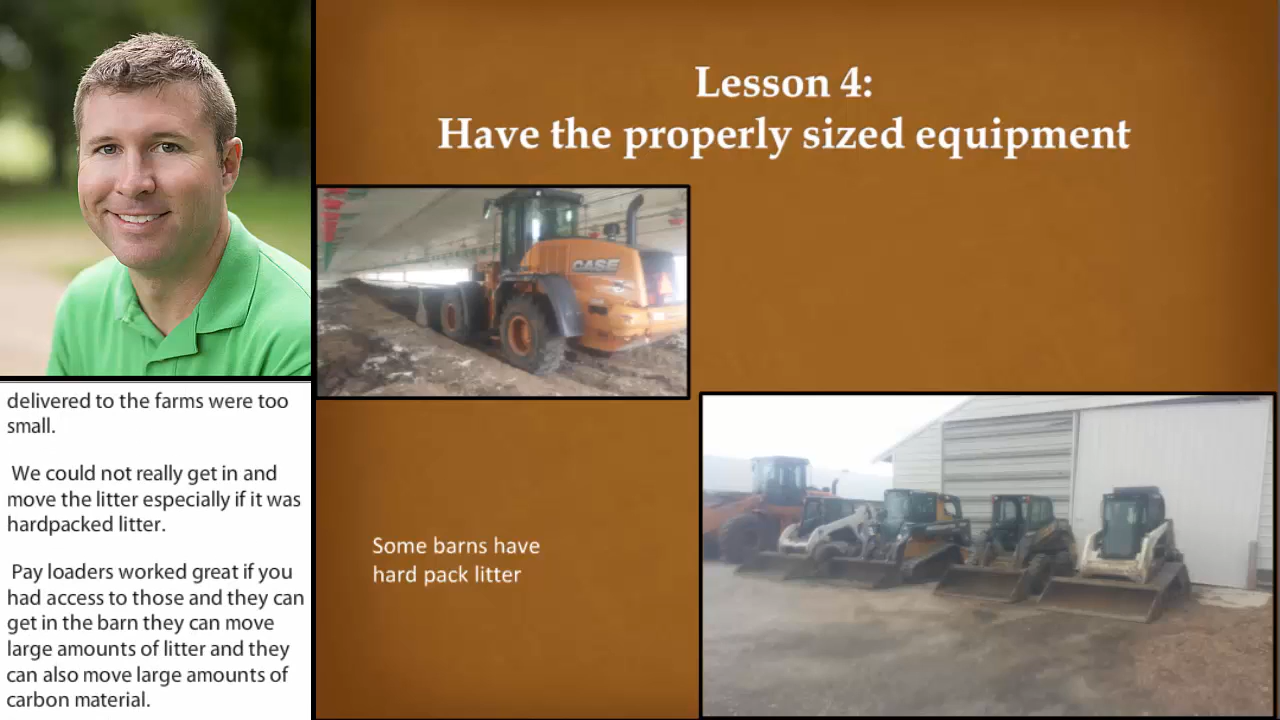 Lesson 4:
Have the properly sized equipment
CASE
Some barns have
hard pack litter
delivered to the farms were too
small.
We could not really get in and
move the litter especially if it was
hardpacked litter.
Pay loaders worked great if you
had access to those and they can
get in the barn they can move
large amounts of litter and they
can also move large amounts of
carbon material.